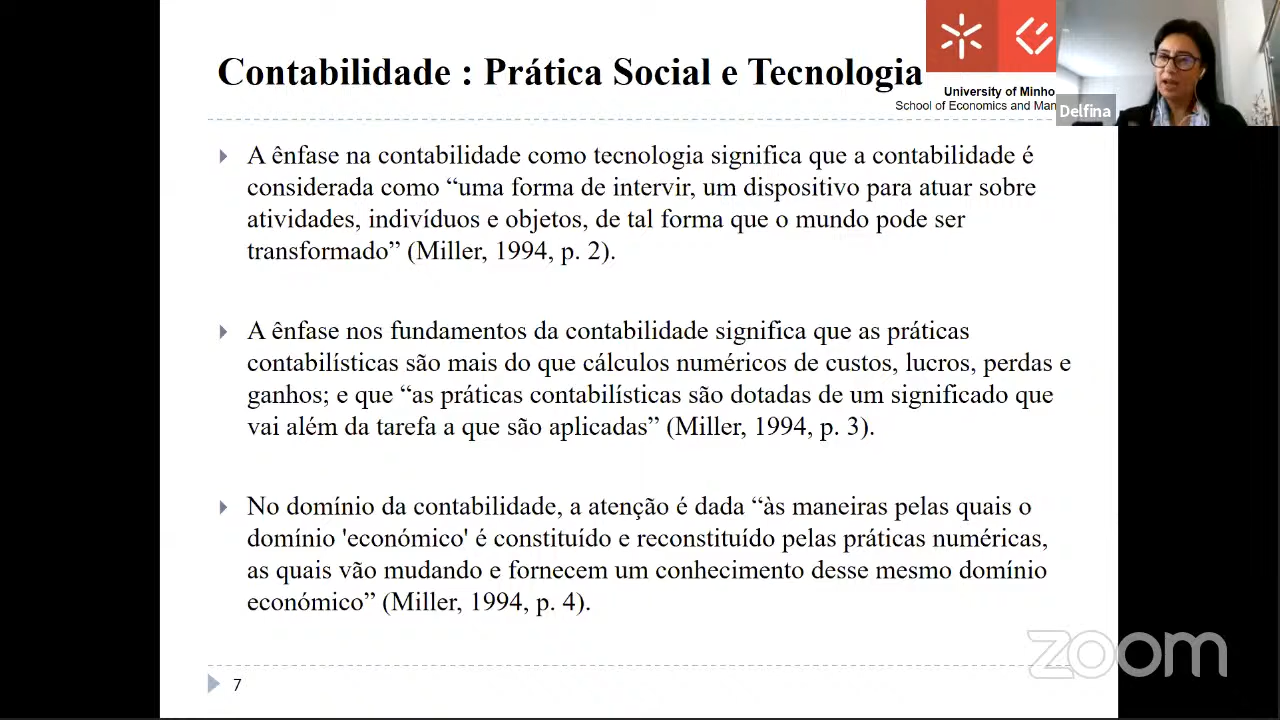 Contabilidade : Prática Social e Tecnologia
University of Minho
School of Economics and Man
Delfina
A ênfase na contabilidade como tecnologia significa que a contabilidade é
considerada como “uma forma de intervir, um dispositivo para atuar sobre
atividades, indivíduos e objetos, de tal forma que o mundo pode ser
transformado” (Miller, 1994, p. 2).
A ênfase nos fundamentos da contabilidade significa que as práticas
contabilísticas são mais do que cálculos numéricos de custos, lucros, perdas e
ganhos; e que “as práticas contabilísticas são dotadas de um significado que
vai além da tarefa a que são aplicadas” (Miller, 1994, p. 3).
No domínio da contabilidade, a atenção é dada “às maneiras pelas quais o
domínio 'económico' é constituído e reconstituído pelas práticas numéricas,
as quais vão mudando e fornecem um conhecimento desse mesmo domínio
económico” (Miller, 1994, p. 4).
zoom
7